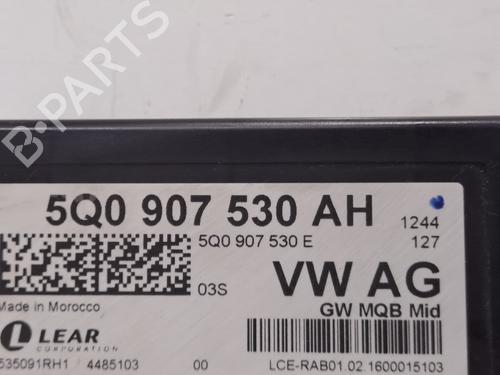 B-PARTS
5Q0 907 530 AH
1244
5Q0 907 530 E
127
03S
VW AG
GW MQB Mid
Made in Morocco
LEAR
CORPORATION
535091RH1 4485103 00 LCE-RAB01.02.1600015103